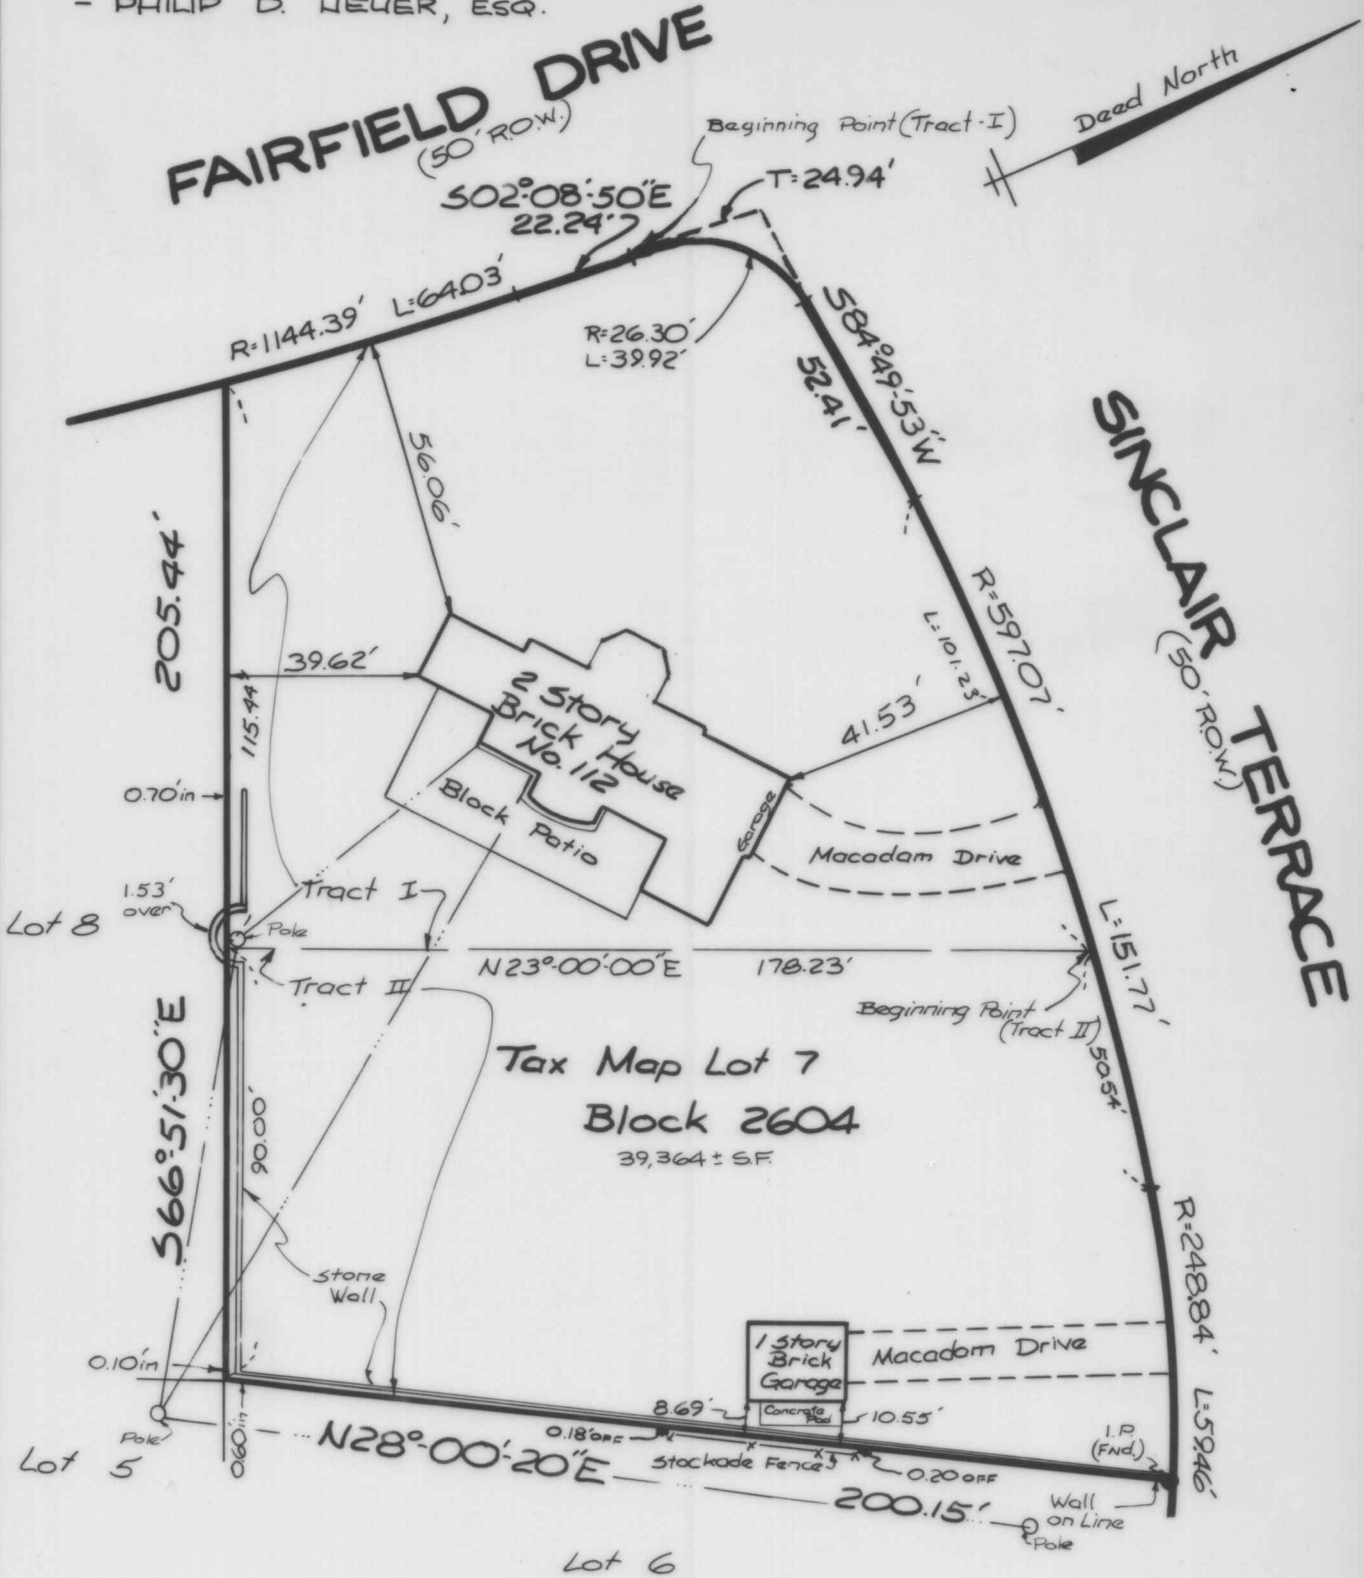 - PHILIP D. NEUER, ESQ.
FAIRFIELD DRIVE
(50' R.O.W.)
Deed North
Beginning Point (Tract-I)
T=24.94'
S02°-08'-50"E
22.24'
R=1144.39' L=64.03'
R=26.30'
L=39.92'
S84°-49'-53"W
52.41'
SINCLAIR TERRACE
(50' R.O.W.)
56.06'
205.44'
R=597.07'
L=101.23'
39.62'
115.44'
2 Story
Brick House
No. 112
41.53'
0.70'in
Block Patio
Garage
Macadam Drive
1.53'
over
Lot 8
Tract I
Pole
N23°-00'-00"E 178.23'
L=151.77'
Tract II
Beginning Point
(Tract II)
50.54'
S66°-51'-30"E
90.00'
Tax Map Lot 7
Block 2604
39,364 ± S.F.
Stone
Wall
R=248.84' L=59.46'
1 Story
Brick
Garage
Macadam Drive
0.10'in
Concrete
Pad
8.69'
10.55'
0.18'OFF
Stockade Fence
0.20 OFF
I.P.
(FND.)
Pole
Lot 5
0.60'in
N28°-00'-20"E
200.15'
Wall
on Line
Pole
Lot 6